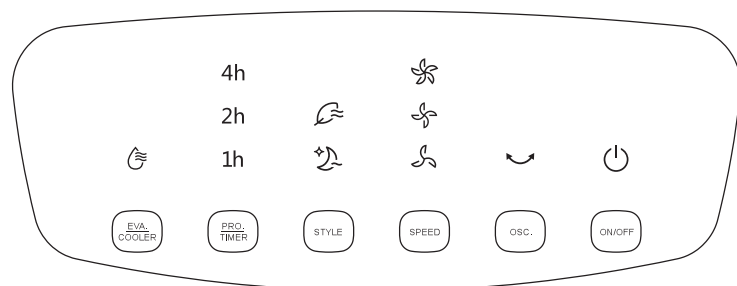 4h
2h
1h
EVA.
COOLER
PRO.
TIMER
STYLE
SPEED
OSC.
ON/OFF